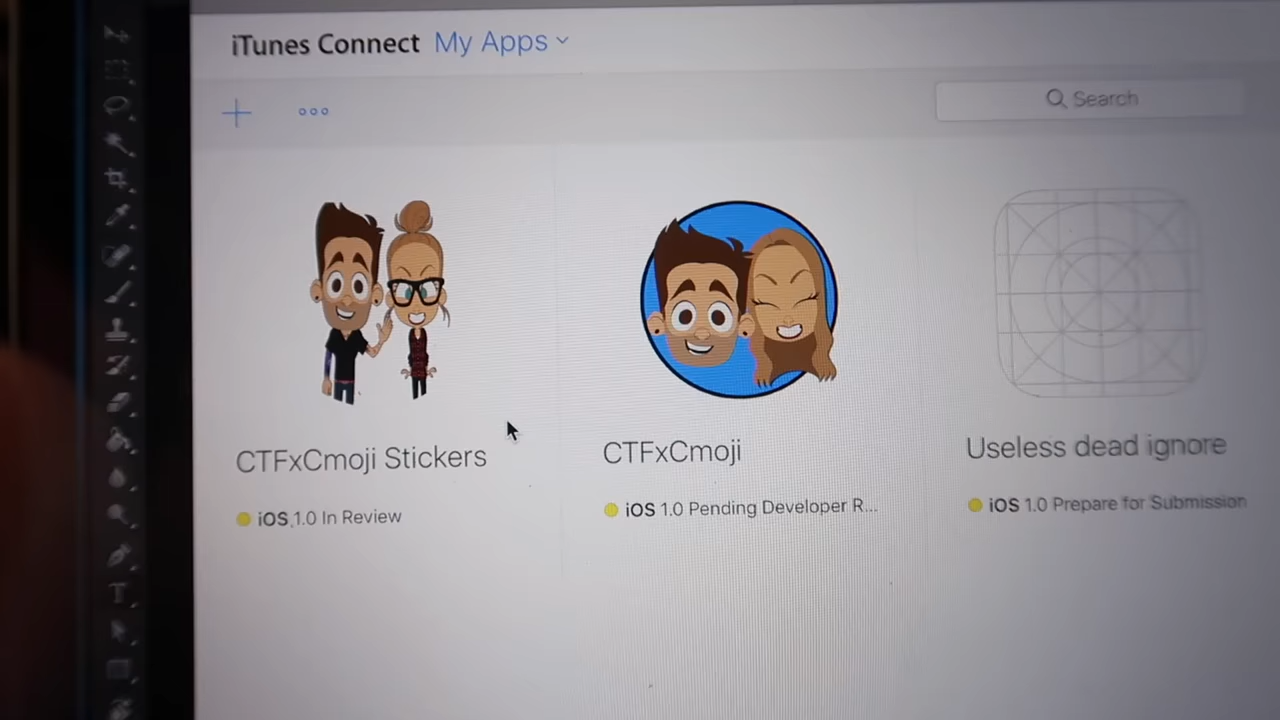 iTunes Connect My Apps
Search
CTFxCmoji Stickers
CTFxCmoji
Useless dead ignore
iOS 1.0 In Review
iOS 1.0 Pending Developer R...
iOS 1.0 Prepare for Submission